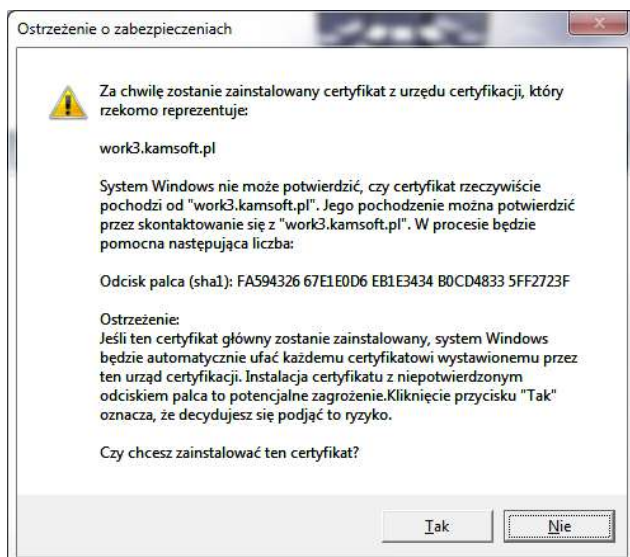 Ostrzeżenie o zabezpieczeniach
Za chwilę zostanie zainstalowany certyfikat z urzędu certyfikacji, który
rzekomo reprezentuje:
work3.kamsoft.pl
System Windows nie może potwierdzić, czy certyfikat rzeczywiście
pochodzi od "work3.kamsoft.pl". Jego pochodzenie można potwierdzić
przez skontaktowanie się z "work3.kamsoft.pl". W procesie będzie
pomocna następująca liczba:
Odcisk palca (sha1): FA594326 67E1E0D6 EB1E3434 B0CD4833 5FF2723F
Ostrzeżenie:
Jeśli ten certyfikat główny zostanie zainstalowany, system Windows
będzie automatycznie ufać każdemu certyfikatowi wystawionemu przez
ten urząd certyfikacji. Instalacja certyfikatu z niepotwierdzonym
odciskiem palca to potencjalne zagrożenie.Kliknięcie przycisku "Tak"
oznacza, że decydujesz się podjąć to ryzyko.
Czy chcesz zainstalować ten certyfikat?
Tak Nie